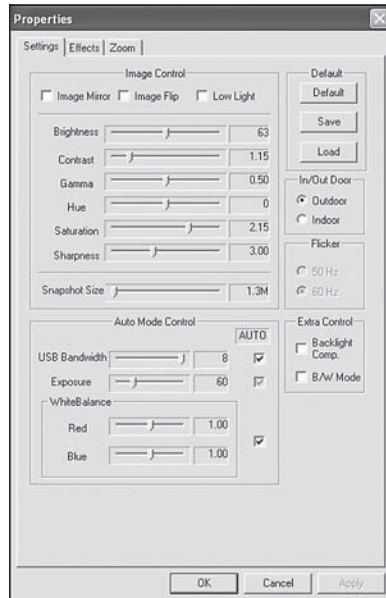 Properties
Settings Effects Zoom
Image Control
Image Mirror Image Flip Low Light
Brightness 63
Contrast 1.15
Gamma 0.50
Hue 0
Saturation 2.15
Sharpness 3.00
Snapshot Size 1.3M
Default
Default
Save
Load
In/Out Door
Outdoor
Indoor
Flicker
50 Hz
60 Hz
Auto Mode Control
AUTO
USB Bandwidth 8
Exposure 60
WhiteBalance
Red 1.00
Blue 1.00
Extra Control
Backlight
Comp.
B/W Mode
OK Cancel Apply